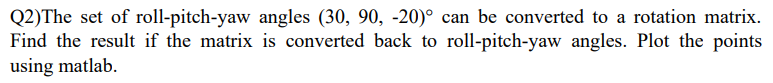 Q2)The set of roll-pitch-yaw angles (30, 90, -20)° can be converted to a rotation matrix.
Find the result if the matrix is converted back to roll-pitch-yaw angles. Plot the points
using matlab.